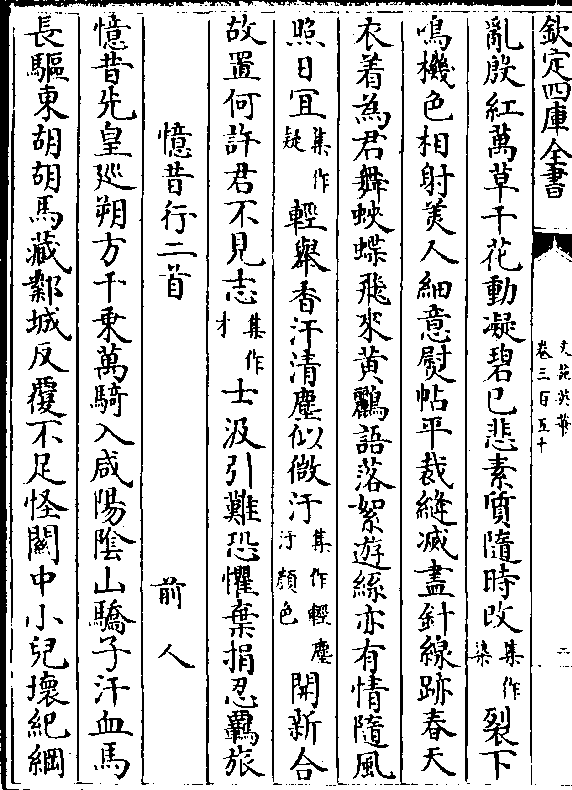 欽定四庫全書
文苑英華
卷三百五十
二
亂殷紅萬草千花動凝碧已悲素質隨時改集作染裂下
鳴機色相射美人細意熨帖平裁縫滅盡針線跡春天
衣着為君舞蛺蝶飛來黄鸝語落絮遊絲亦有情隨風
照日冝集作疑輕舉香汗清塵似微汙集作輕塵汙顔色開新合
故置何許君不見志集作才士汲引難恐懼棄捐忍羈旅
憶昔行二首 前人
憶昔先皇廵朔方千乘萬騎入咸陽陰山驕子汗血馬
長驅東胡胡馬藏鄴城反覆不足怪闗中小兒壞紀綱